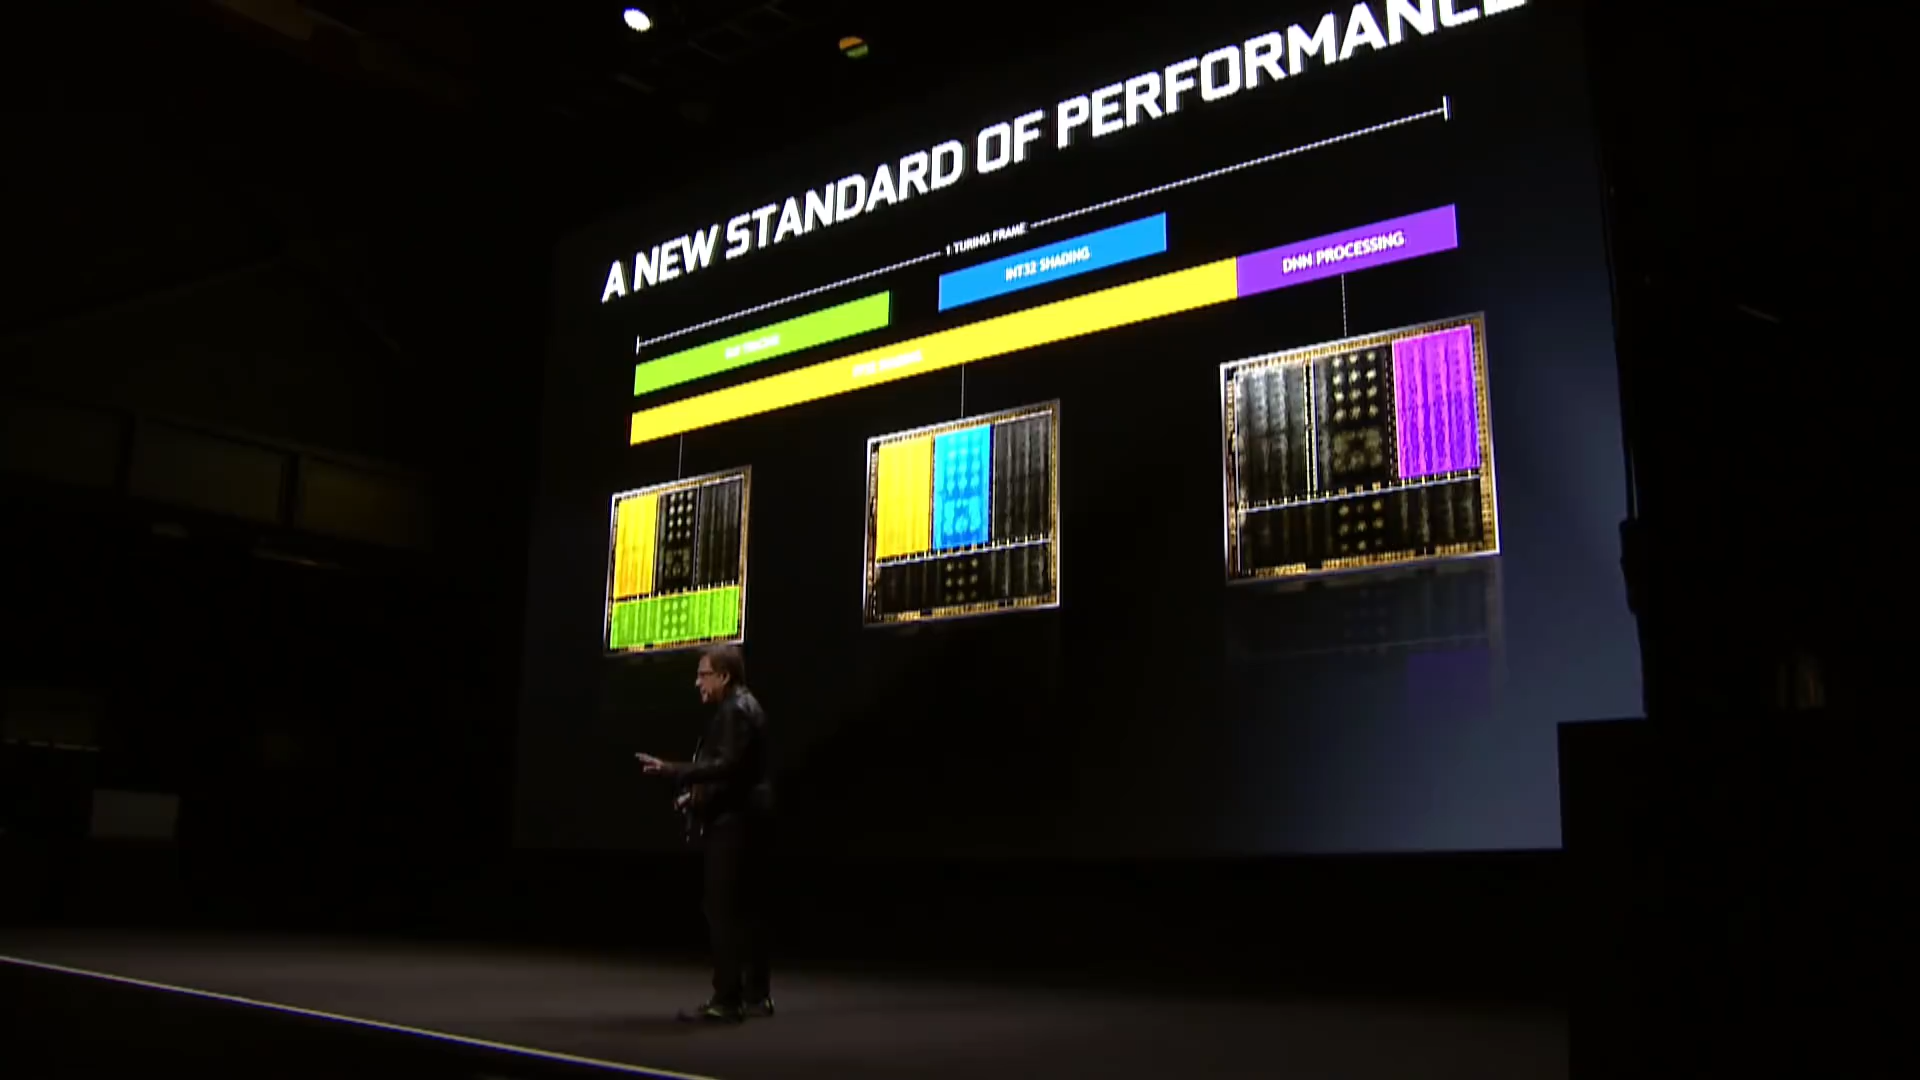 A NEW STANDARD OF PERFORMANCE
1 TURING FRAME
INT32 SHADING
DNN PROCESSING